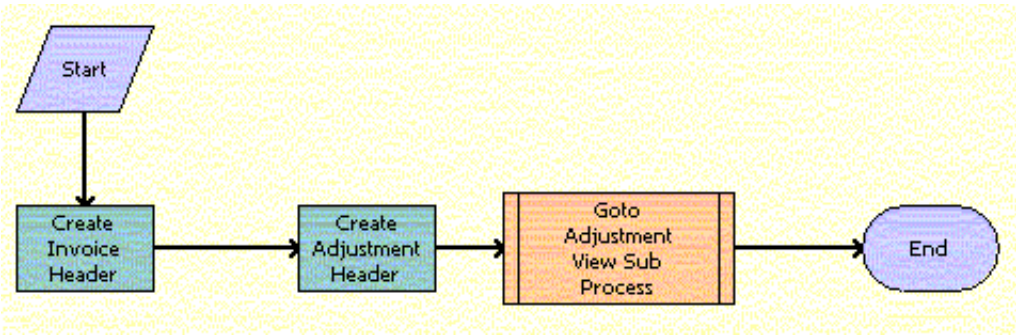 Start
Create
Invoice
Header
Create
Adjustment
Header
Goto
Adjustment
View Sub
Process
End